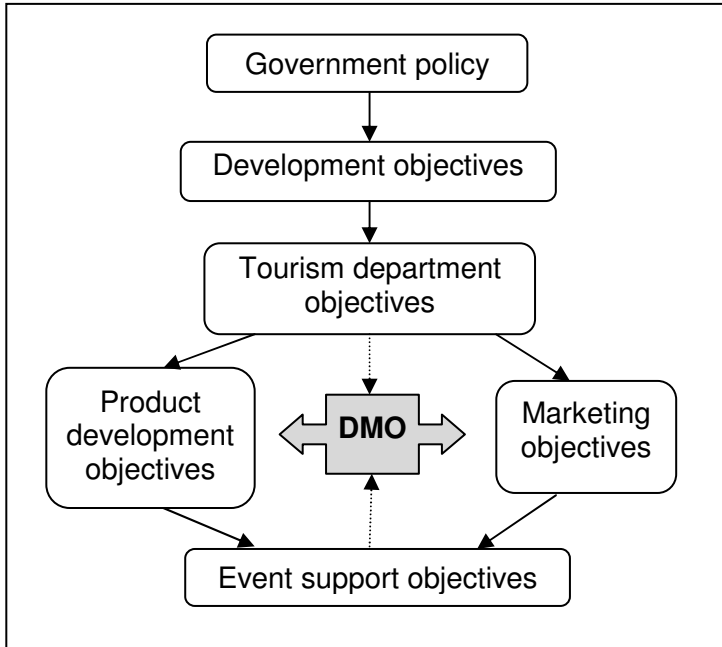 Government policy
Development objectives
Tourism department
objectives
Product
development
objectives
DMO
Marketing
objectives
Event support objectives